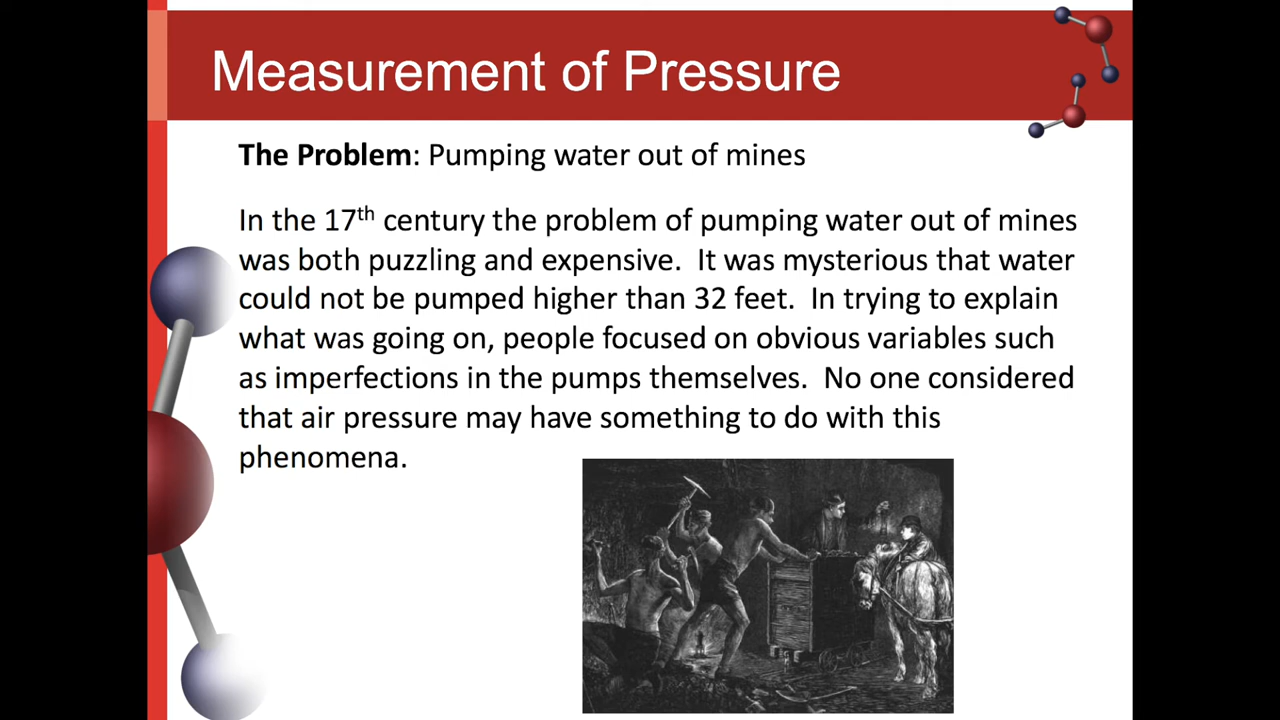 Measurement of Pressure
The Problem: Pumping water out of mines
In the 17th century the problem of pumping water out of mines
was both puzzling and expensive.  It was mysterious that water
could not be pumped higher than 32 feet.  In trying to explain
what was going on, people focused on obvious variables such
as imperfections in the pumps themselves.  No one considered
that air pressure may have something to do with this
phenomena.